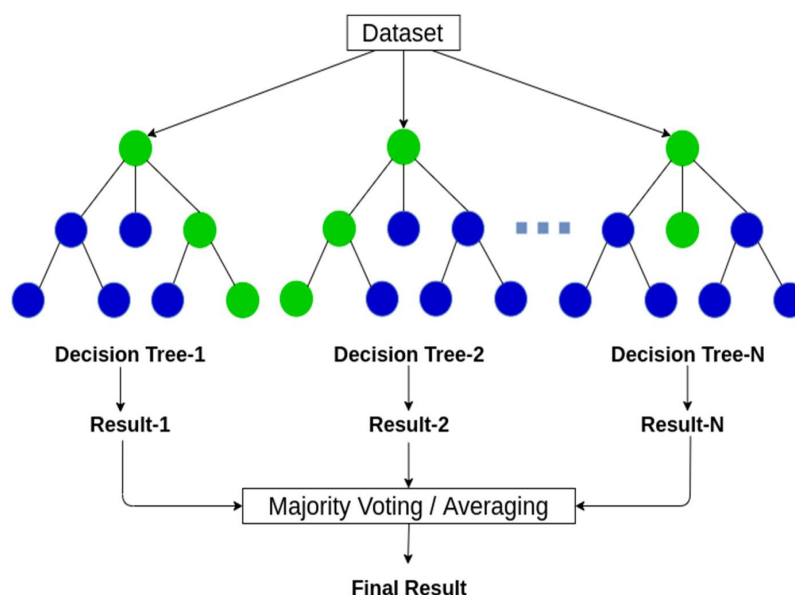 Dataset
Decision Tree-1
Decision Tree-2
Decision Tree-N
Result-1
Result-2
Result-N
Majority Voting / Averaging
Final Result